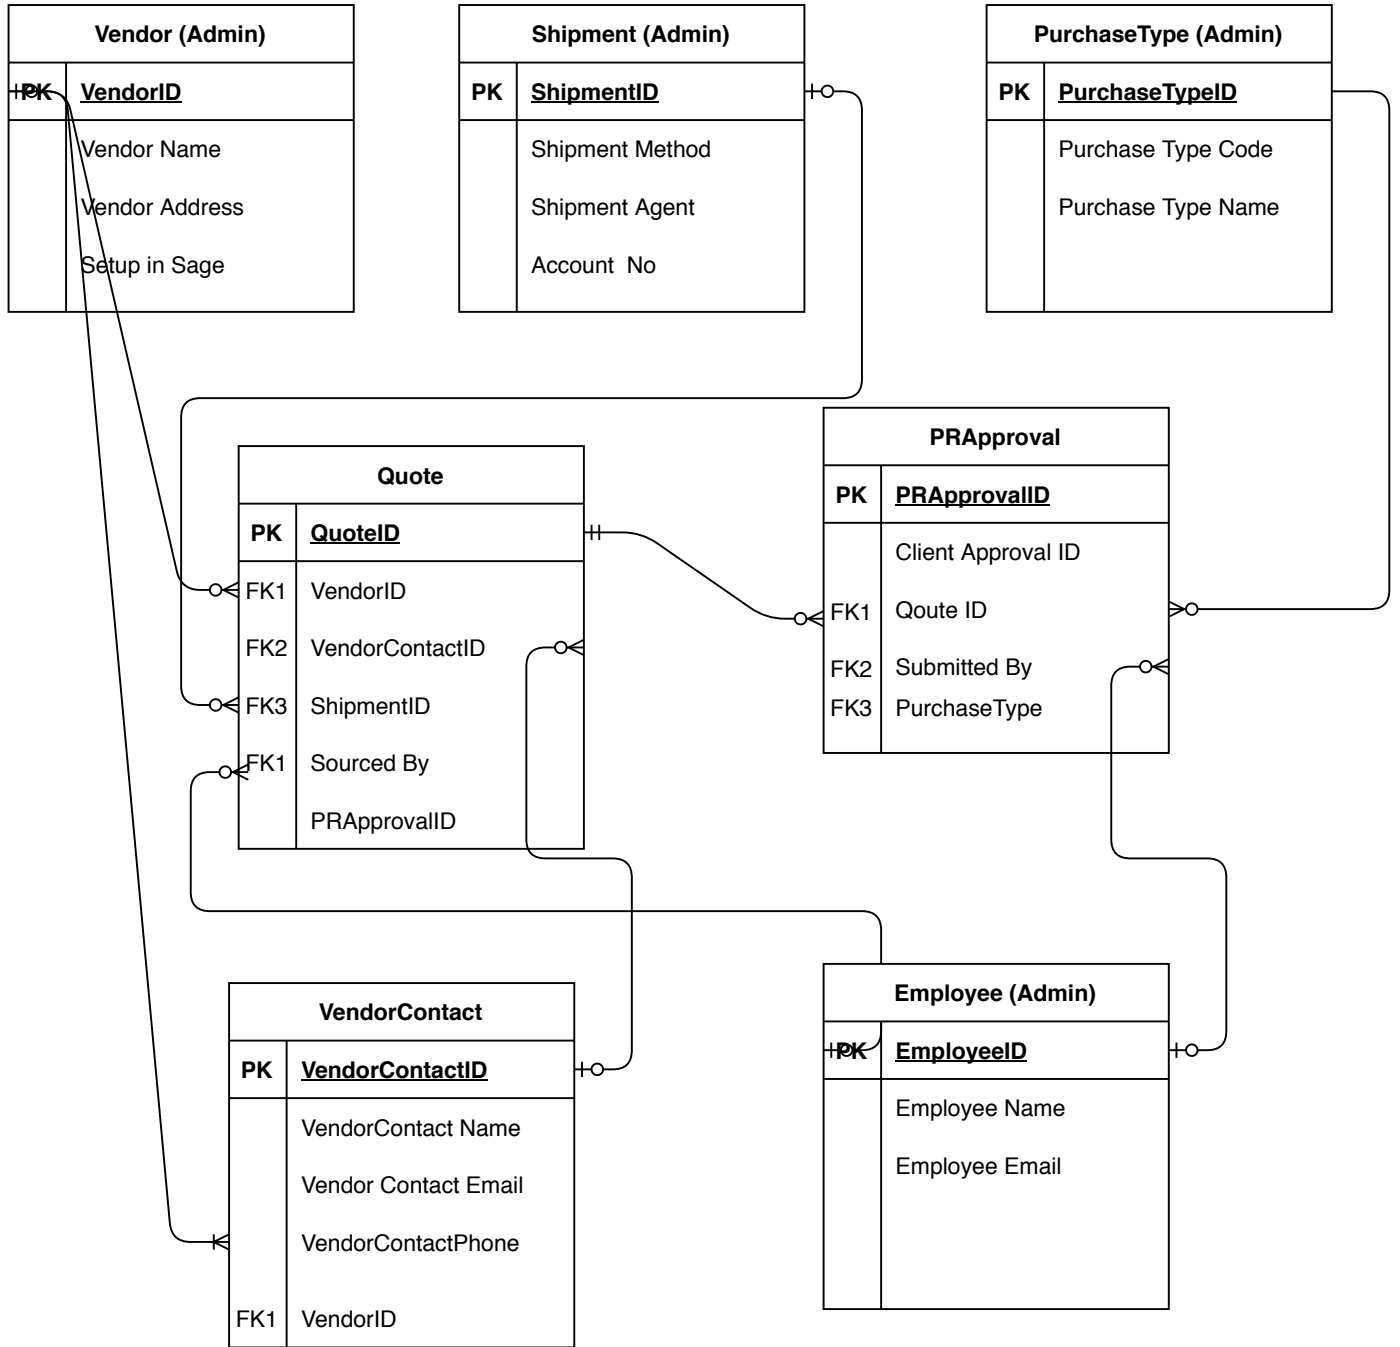 Vendor (Admin)
PK VendorID
Vendor Name
Vendor Address
Setup in Sage
Shipment (Admin)
PK ShipmentID
Shipment Method
Shipment Agent
Account  No
PurchaseType (Admin)
PK PurchaseTypeID
Purchase Type Code
Purchase Type Name
Quote
PK QuoteID
FK1 VendorID
FK2 VendorContactID
FK3 ShipmentID
FK1 Sourced By
PRApprovalID
PRApproval
PK PRApprovalID
Client Approval ID
FK1 Qoute ID
FK2 Submitted By
FK3 PurchaseType
VendorContact
PK VendorContactID
VendorContact Name
Vendor Contact Email
VendorContactPhone
FK1 VendorID
Employee (Admin)
PK EmployeeID
Employee Name
Employee Email